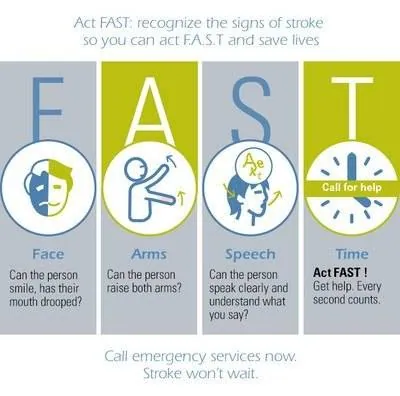 Act FAST: recognize the signs of stroke
so you can act F.A.S.T and save lives
F
A
S
T
Ae
Rt
Call for help
Face
Can the person
smile, has their
mouth drooped?
Arms
Can the person
raise both arms?
Speech
Can the person
speak clearly and
understand what
you say?
Time
Act FAST !
Get help. Every
second counts.
Call emergency services now.
Stroke won't wait.